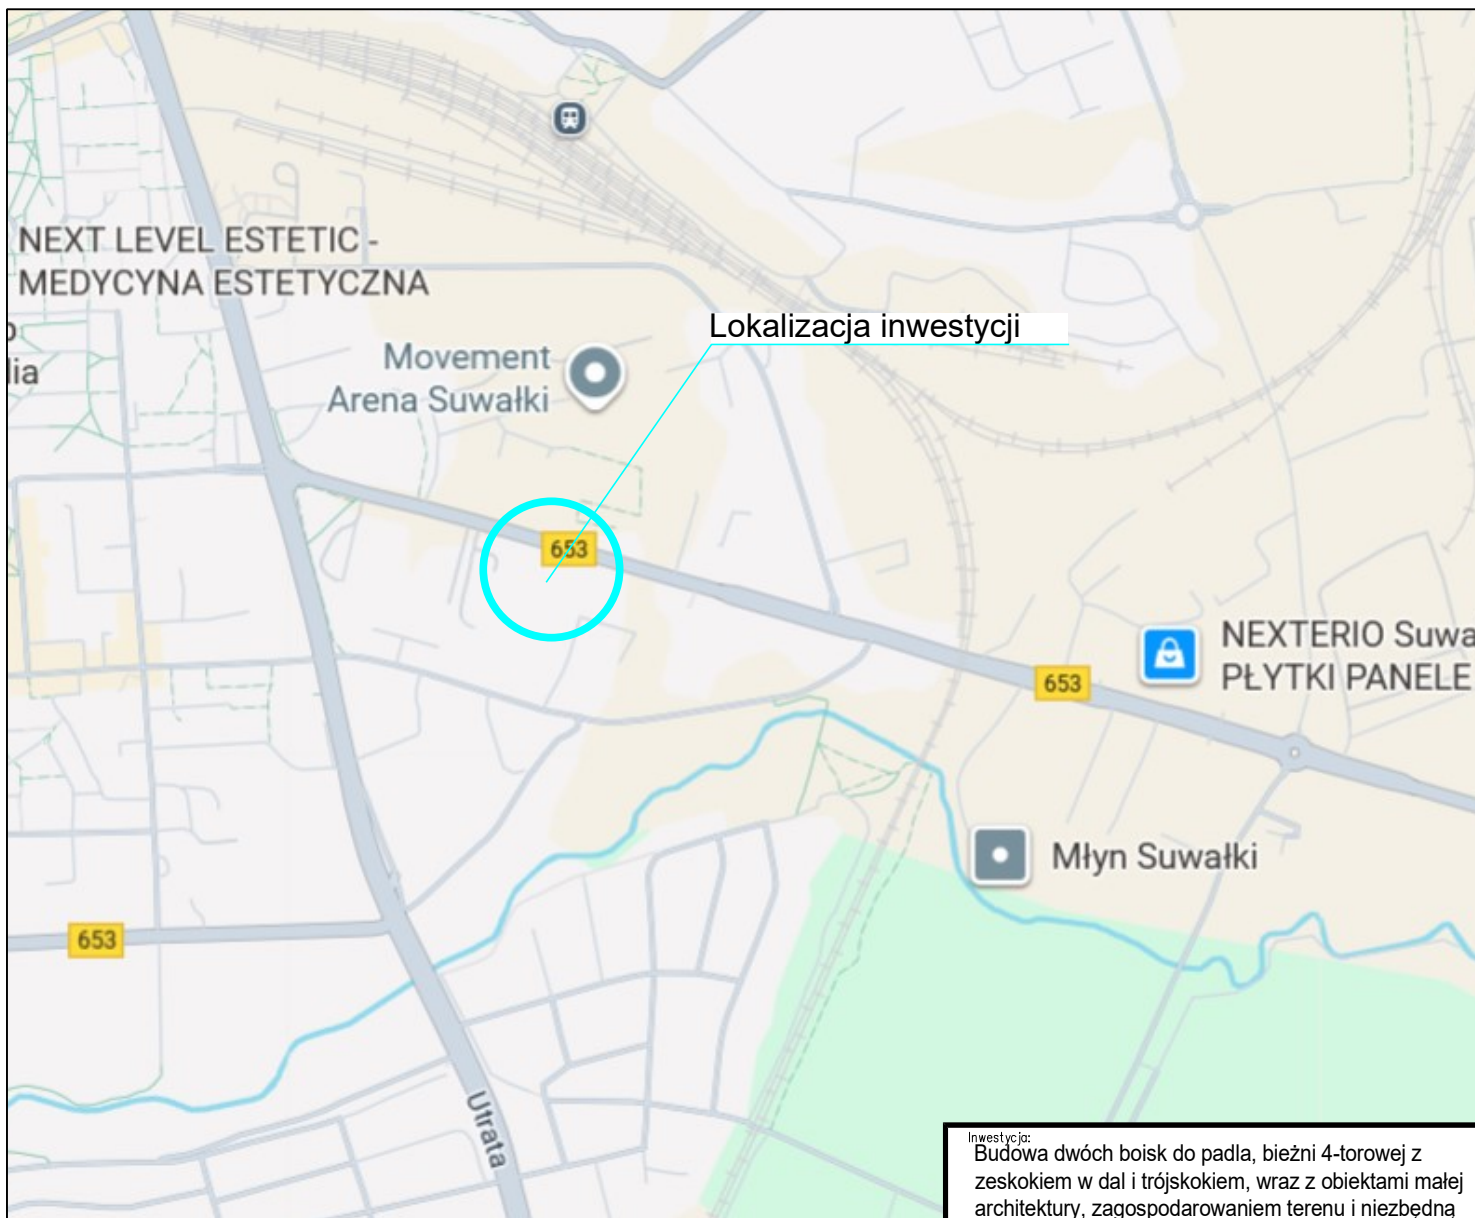 NEXT LEVEL ESTETIC -
MEDYCYNA ESTETYCZNA
lia
Lokalizacja inwestycji
Movement
Arena Suwałki
653
653
NEXTERIO Suwa
PŁYTKI PANELE
Młyn Suwałki
653
Utrata
Inwestycja:
Budowa dwóch boisk do padla, bieżni 4-torowej z
zeskokiem w dal i trójskokiem, wraz z obiektami małej
architektury, zagospodarowaniem terenu i niezbędną